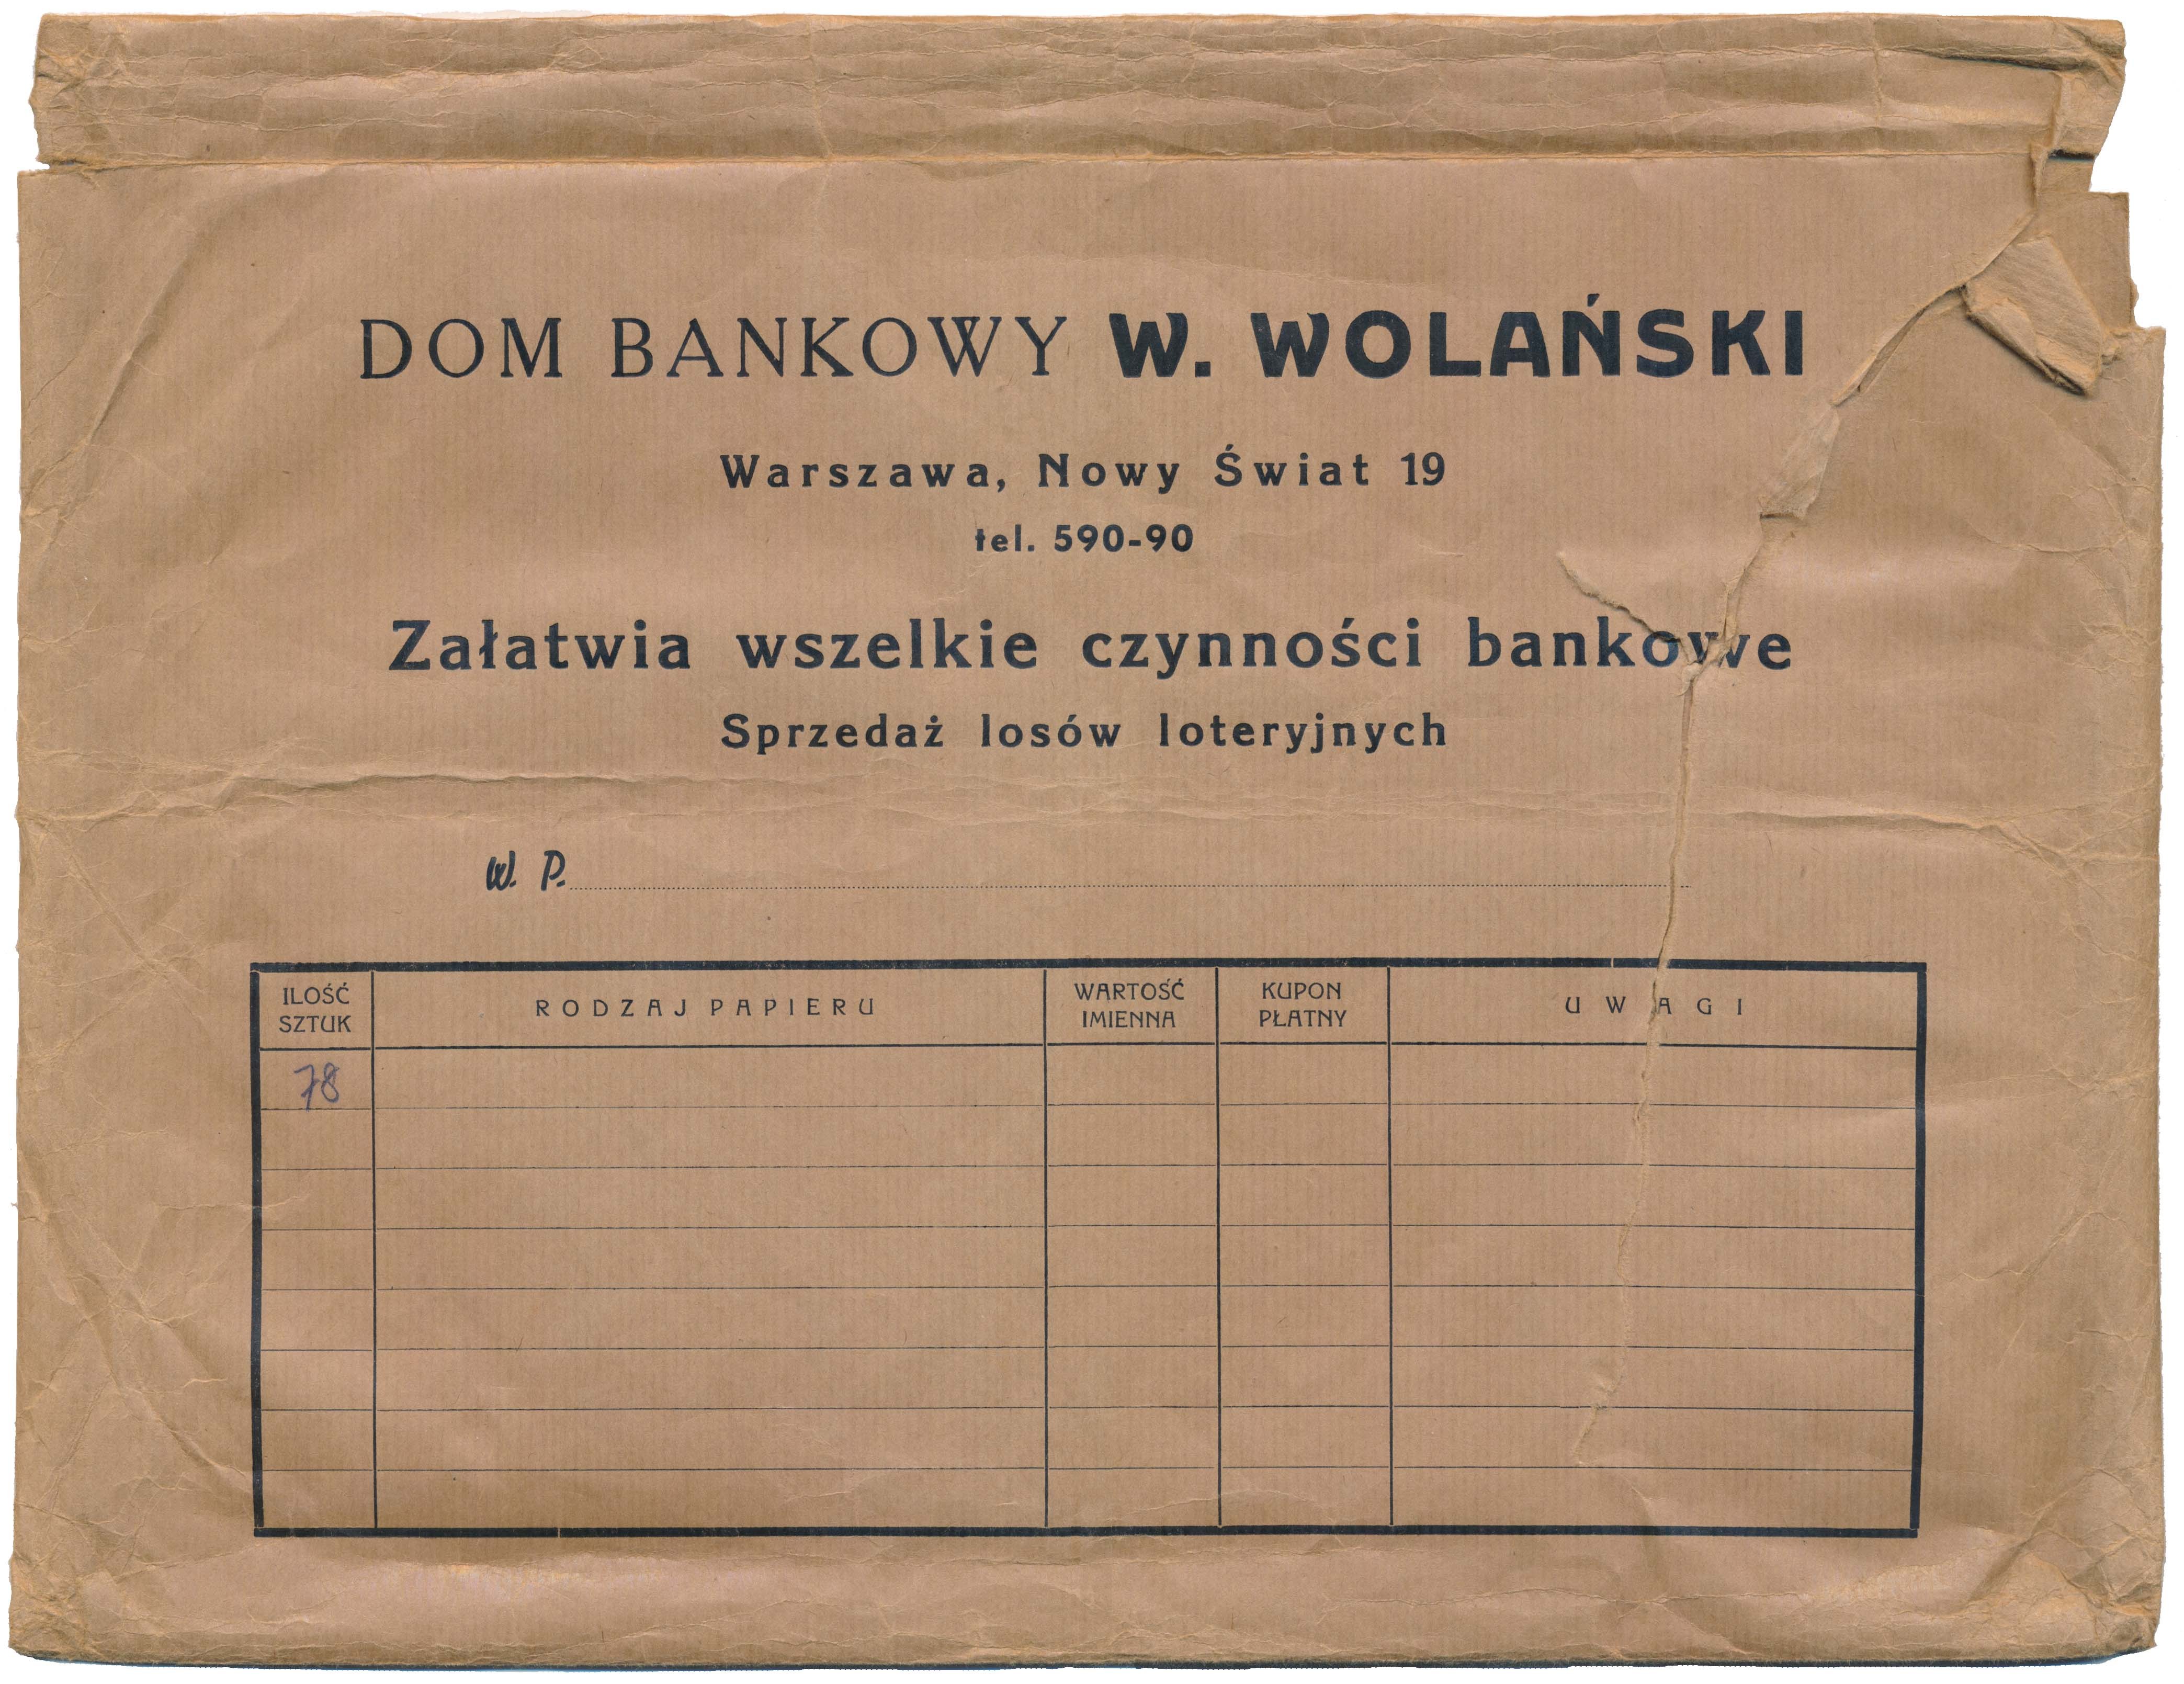 DOM BANKOWY W. WOLAŃSKI
Warszawa, Nowy Świat 19
tel. 590-90
Załatwia wszelkie czynności bankowe
Sprzedaż losów loteryjnych
W. P.
ILOŚĆ SZTUK RODZAJ PAPIERU WARTOŚĆ IMIENNA KUPON PŁATNY UWAGI
78